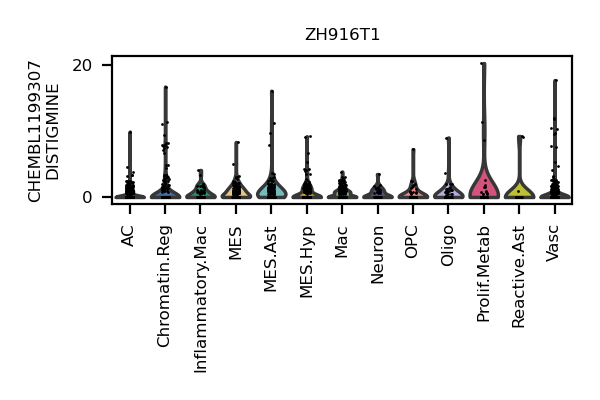 ZH916T1
CHEMBL1199307
DISTIGMINE
20
0
AC
Chromatin.Reg
Inflammatory.Mac
MES
MES.Ast
MES.Hyp
Mac
Neuron
OPC
Oligo
Prolif.Metab
Reactive.Ast
Vasc